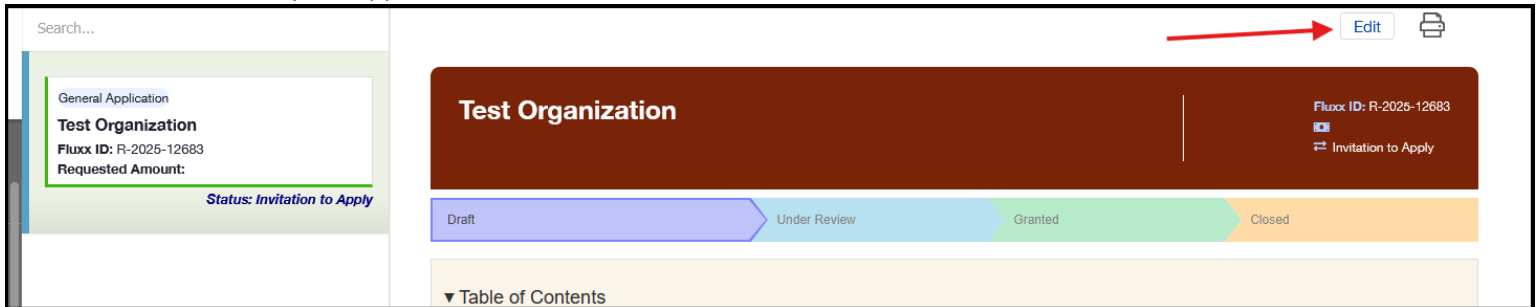 Search...
Edit
General Application
Test Organization
Fluxx ID: R-2025-12683
Requested Amount:
Status: Invitation to Apply
Test Organization
Fluxx ID: R-2025-12683
Invitation to Apply
Draft
Under Review
Granted
Closed
▾ Table of Contents